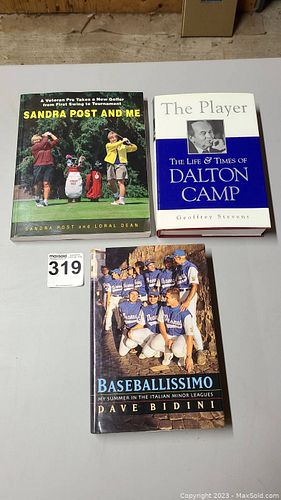 A Veteran Pro Takes a New Golfer
from First Swing to Tournament
SANDRA POST AND ME
SANDRA POST and LORAL DEAN
The Player
THE LIFE & TIMES OF
DALTON
CAMP
Geoffrey Stevens
maxsold
319
BASEBALLISSIMO
MY SUMMER IN THE ITALIAN MINOR LEAGUES
DAVE BIDINI
Copyright © 2023 - MaxSold.com